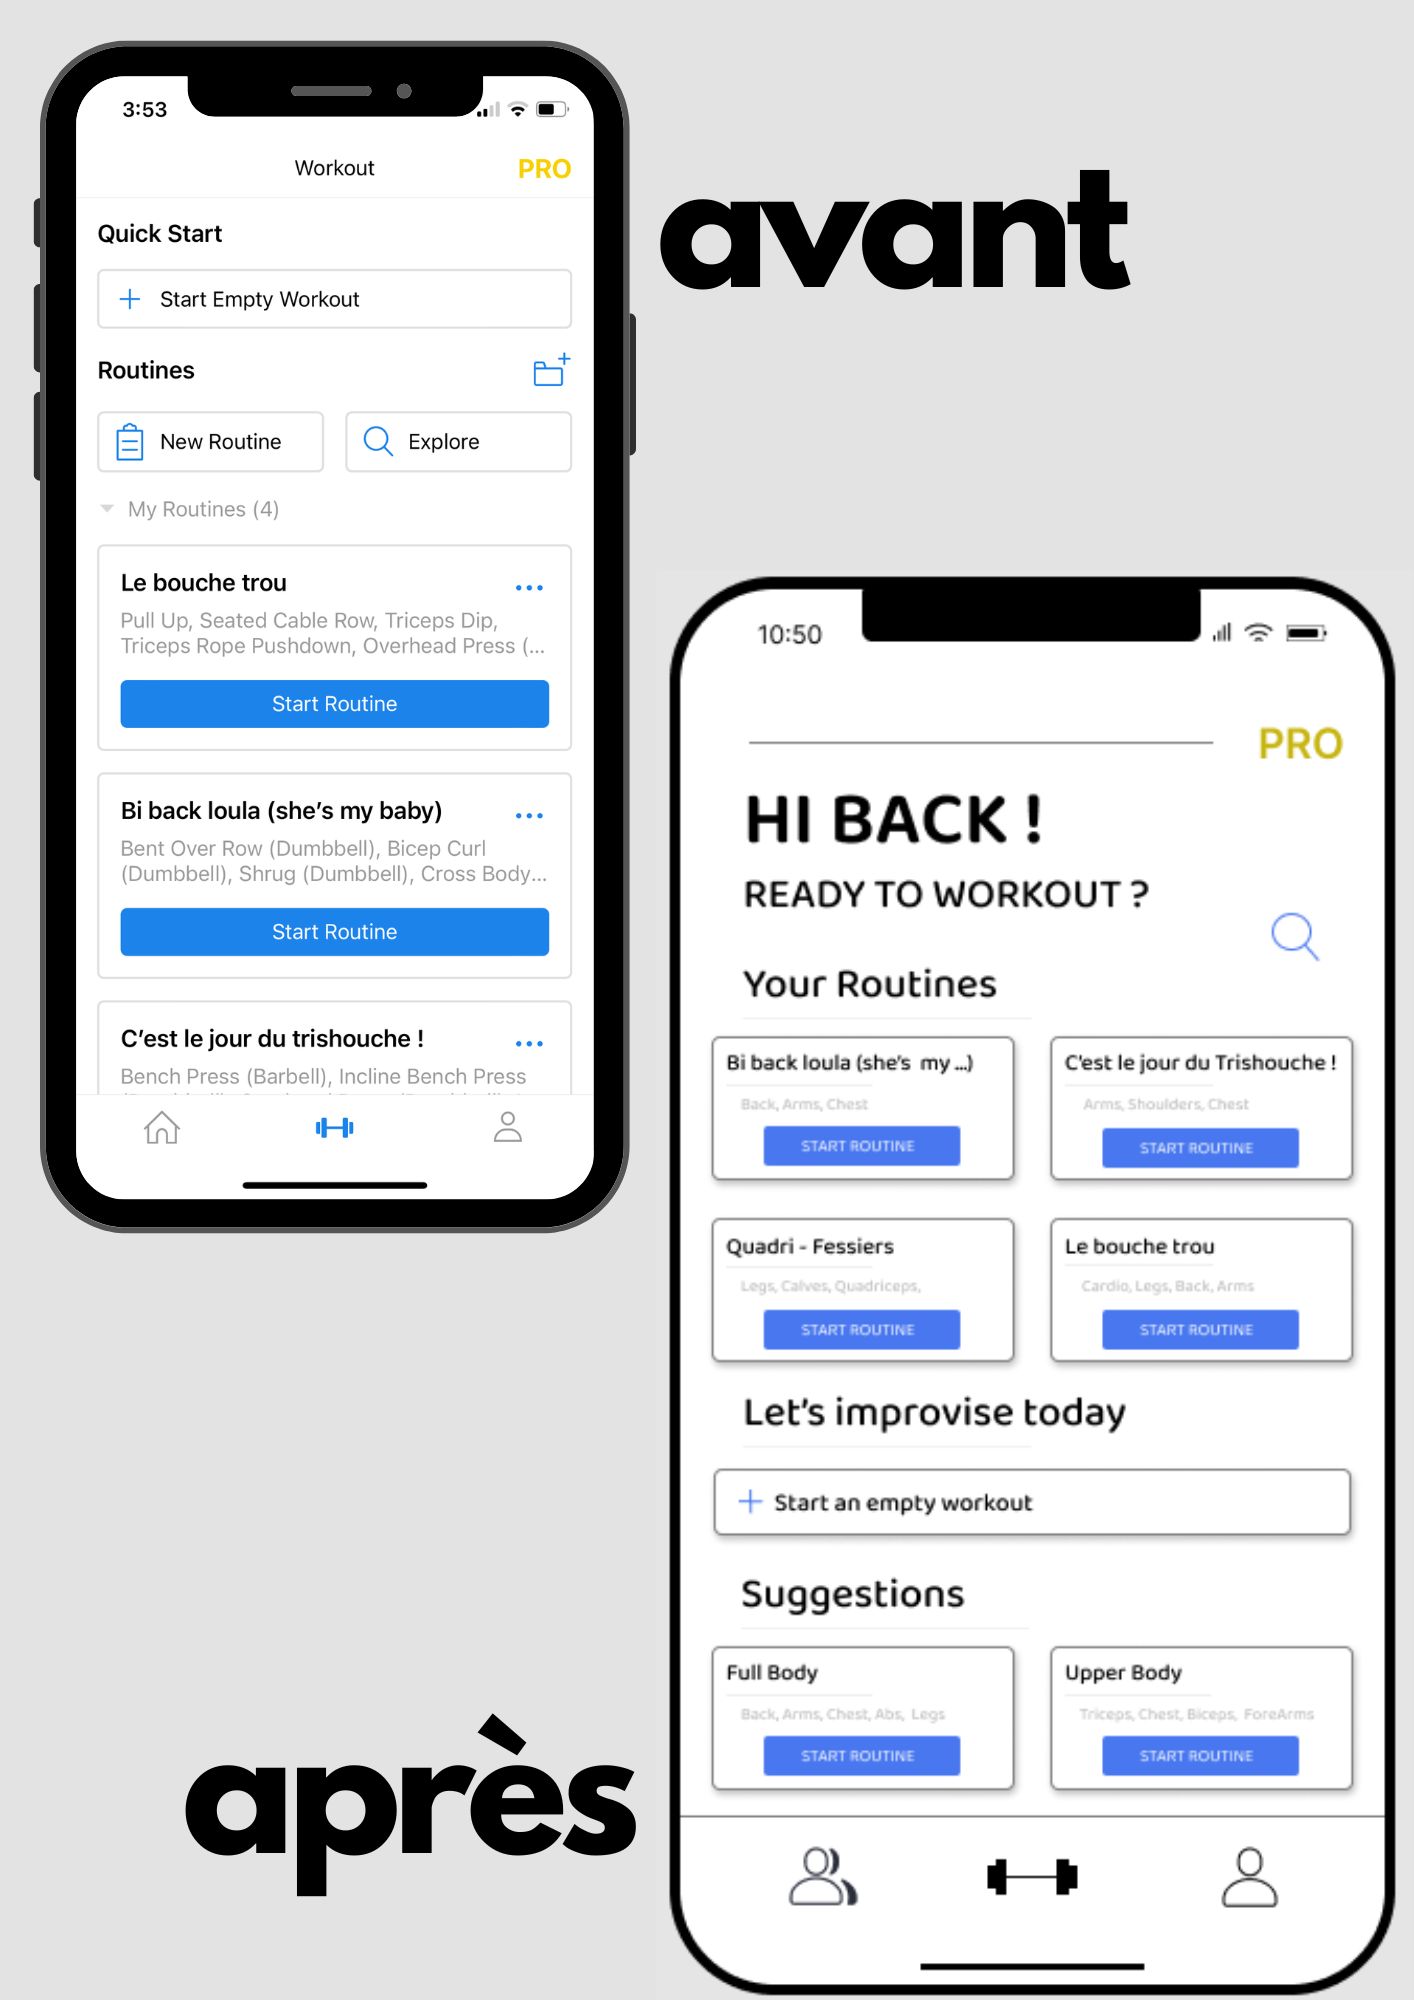 3:53
Workout
PRO
Quick Start
Start Empty Workout
Routines
New Routine
Explore
My Routines (4)
Le bouche trou
Pull Up, Seated Cable Row, Triceps Dip,
Triceps Rope Pushdown, Overhead Press (...
Start Routine
Bi back loula (she's my baby)
Bent Over Row (Dumbbell), Bicep Curl
(Dumbbell), Shrug (Dumbbell), Cross Body...
Start Routine
C'est le jour du trishouche !
Bench Press (Barbell), Incline Bench Press
avant
10:50
PRO
HI BACK !
READY TO WORKOUT ?
Your Routines
Bi back loula (she's my ...)
Back, Arms, Chest
START ROUTINE
C'est le jour du Trishouche !
Arms, Shoulders, Chest
START ROUTINE
Quadri - Fessiers
Legs, Calves, Quadriceps,
START ROUTINE
Le bouche trou
Cardio, Legs, Back, Arms
START ROUTINE
Let's improvise today
Start an empty workout
Suggestions
Full Body
Back, Arms, Chest, Abs, Legs
START ROUTINE
Upper Body
Triceps, Chest, Biceps, ForeArms
START ROUTINE
après